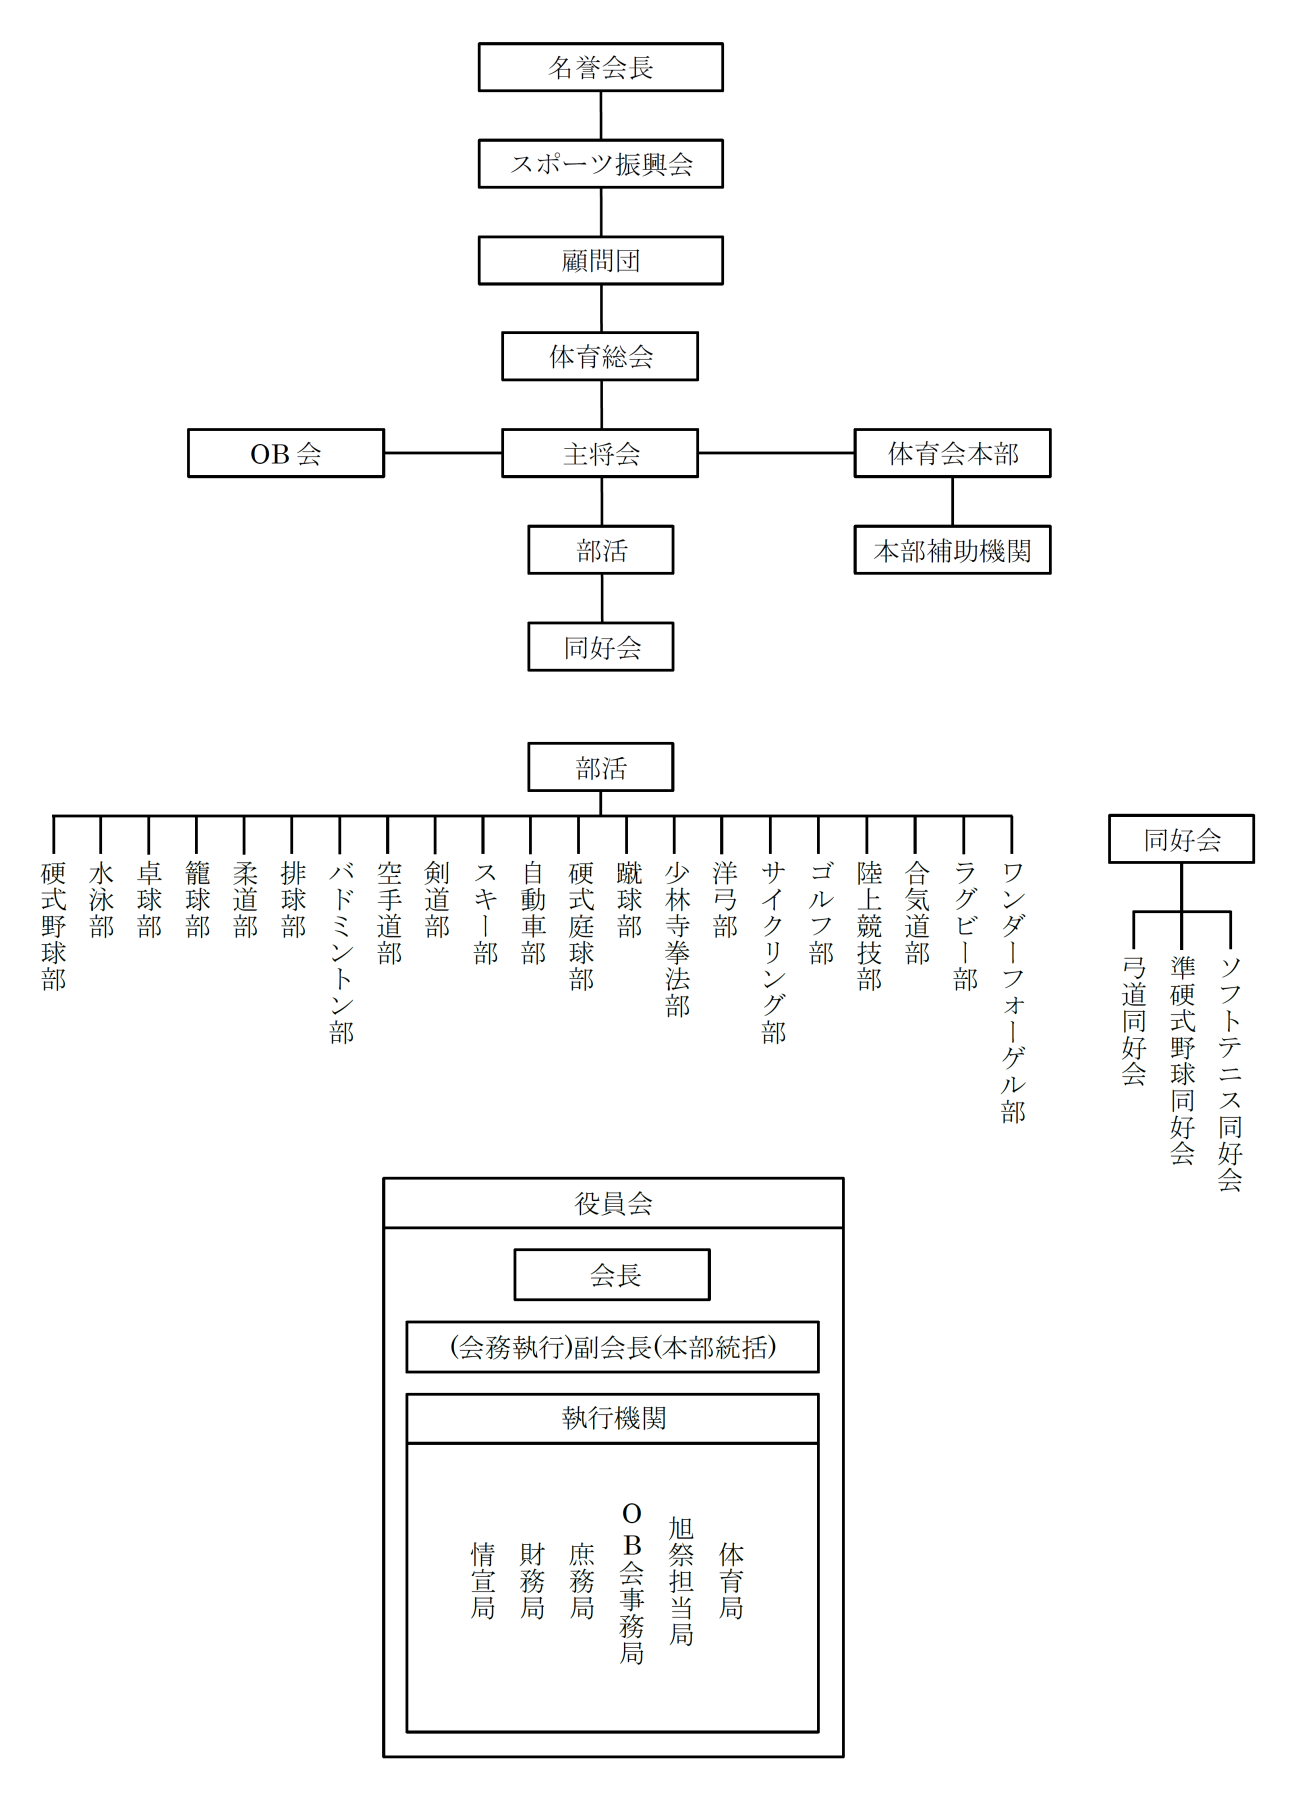 名誉会長
スポーツ振興会
顧問団
体育総会
OB会
主将会
体育会本部
部活
本部補助機関
同好会
部活
硬式野球部
水泳部
卓球部
籠球部
柔道部
排球部
バドミントン部
空手道部
剣道部
スキー部
自動車部
硬式庭球部
蹴球部
少林寺拳法部
洋弓部
サイクリング部
ゴルフ部
陸上競技部
合気道部
ラグビー部
ワンダーフォーゲル部
同好会
弓道同好会
準硬式野球同好会
ソフトテニス同好会
役員会
会長
(会務執行)副会長(本部統括)
執行機関
情宣局
財務局
庶務局
OB会事務局
旭祭担当局
体育局